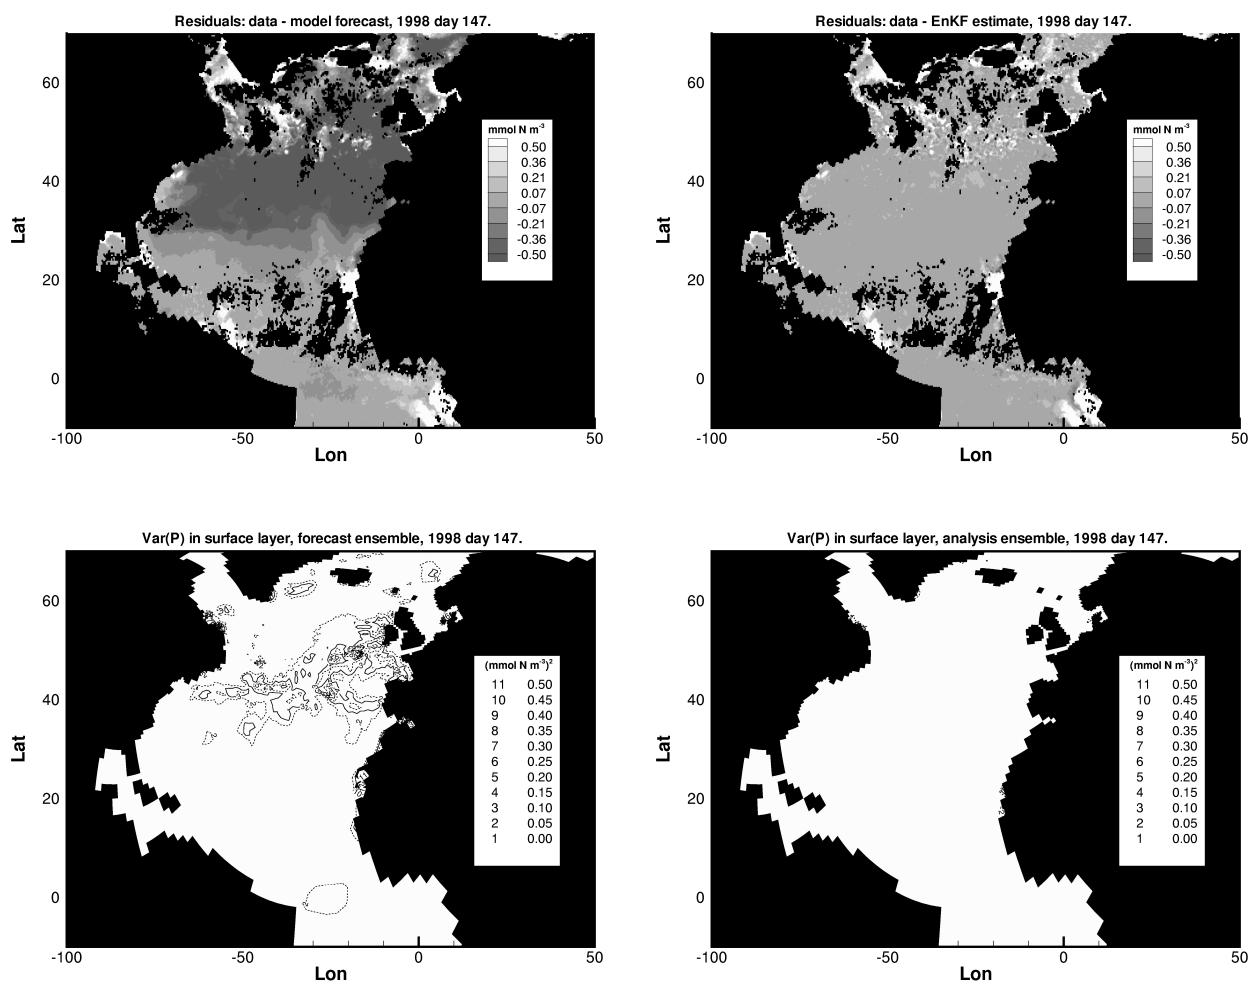 Residuals: data - model forecast, 1998 day 147.
60
40
20
0
Lat
-100 -50 0 50
Lon
mmol N m-3
0.50
0.36
0.21
0.07
-0.07
-0.21
-0.36
-0.50
Residuals: data - EnKF estimate, 1998 day 147.
60
40
20
0
Lat
-100 -50 0 50
Lon
mmol N m-3
0.50
0.36
0.21
0.07
-0.07
-0.21
-0.36
-0.50
Var(P) in surface layer, forecast ensemble, 1998 day 147.
60
40
20
0
Lat
-100 -50 0 50
Lon
(mmol N m-3)2
11 0.50
10 0.45
9 0.40
8 0.35
7 0.30
6 0.25
5 0.20
4 0.15
3 0.10
2 0.05
1 0.00
Var(P) in surface layer, analysis ensemble, 1998 day 147.
60
40
20
0
Lat
-100 -50 0 50
Lon
(mmol N m-3)2
11 0.50
10 0.45
9 0.40
8 0.35
7 0.30
6 0.25
5 0.20
4 0.15
3 0.10
2 0.05
1 0.00